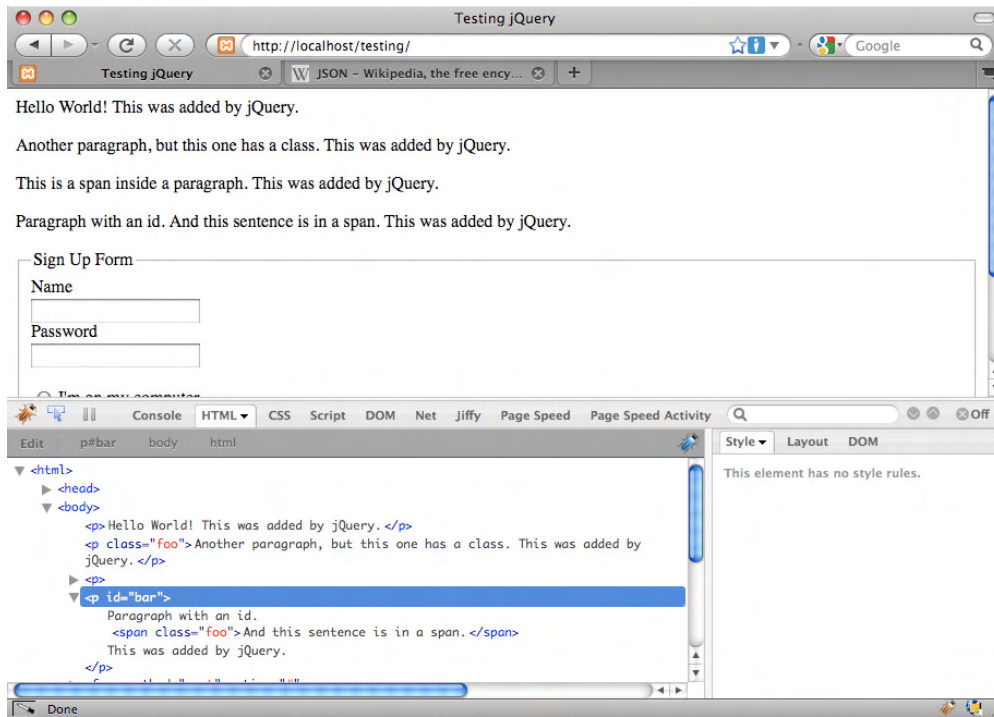 Testing jQuery
http://localhost/testing/
Google
Testing jQuery
W JSON – Wikipedia, the free ency...
Hello World! This was added by jQuery.
Another paragraph, but this one has a class. This was added by jQuery.
This is a span inside a paragraph. This was added by jQuery.
Paragraph with an id. And this sentence is in a span. This was added by jQuery.
Sign Up Form
Name
Password
I'm on my computer
Console HTML CSS Script DOM Net Jiffy Page Speed Page Speed Activity Off
Edit p#bar body html
Style Layout DOM
This element has no style rules.
<html>
<head>
<body>
<p>Hello World! This was added by jQuery.</p>
<p class="foo">Another paragraph, but this one has a class. This was added by
jQuery.</p>
<p>
<p id="bar">
Paragraph with an id.
<span class="foo">And this sentence is in a span.</span>
This was added by jQuery.
</p>
Done